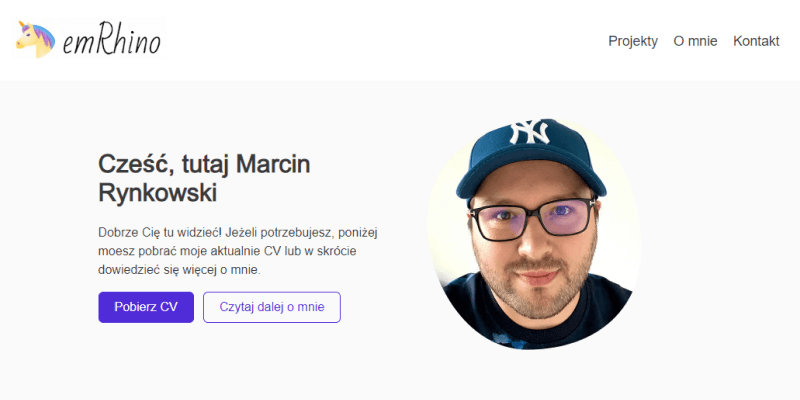 emRhino
Projekty O mnie Kontakt
NY
Cześć, tutaj Marcin
Rynkowski
Dobrze Cię tu widzieć! Jeżeli potrzebujesz, poniżej
moesz pobrać moje aktualnie CV lub w skrócie
dowiedzieć się więcej o mnie.
Pobierz CV Czytaj dalej o mnie